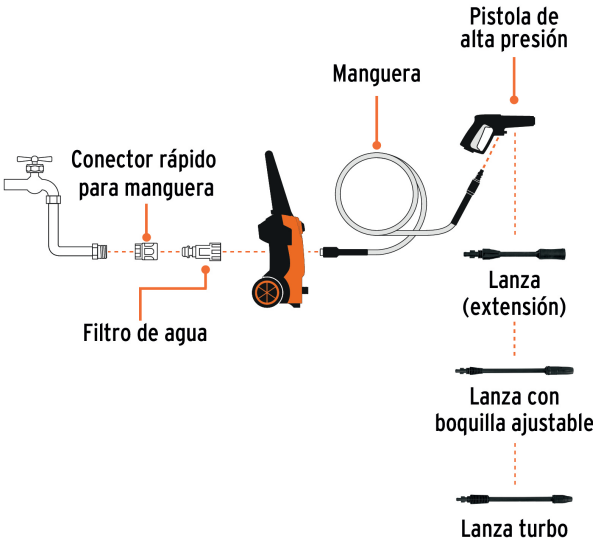 Pistola de
alta presión
Manguera
Conector rápido
para manguera
Filtro de agua
Lanza
(extensión)
Lanza con
boquilla ajustable
Lanza turbo